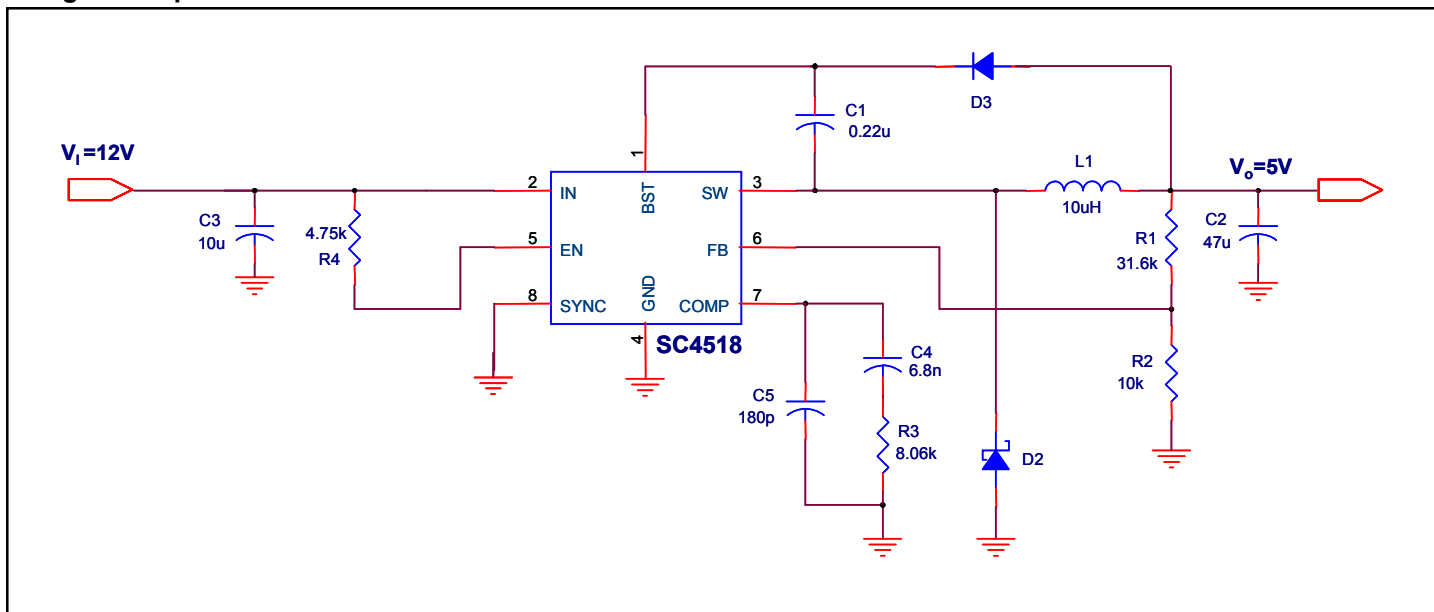 D3
C1
0.22u
V_I=12V
1
L1
V_o=5V
2
IN
BST
SW
3
10uH
C3
10u
4.75k
R4
5
EN
FB
6
R1
31.6k
C2
47u
8
SYNC
GND
COMP
7
4
SC4518
C4
6.8n
R2
10k
C5
180p
R3
8.06k
D2